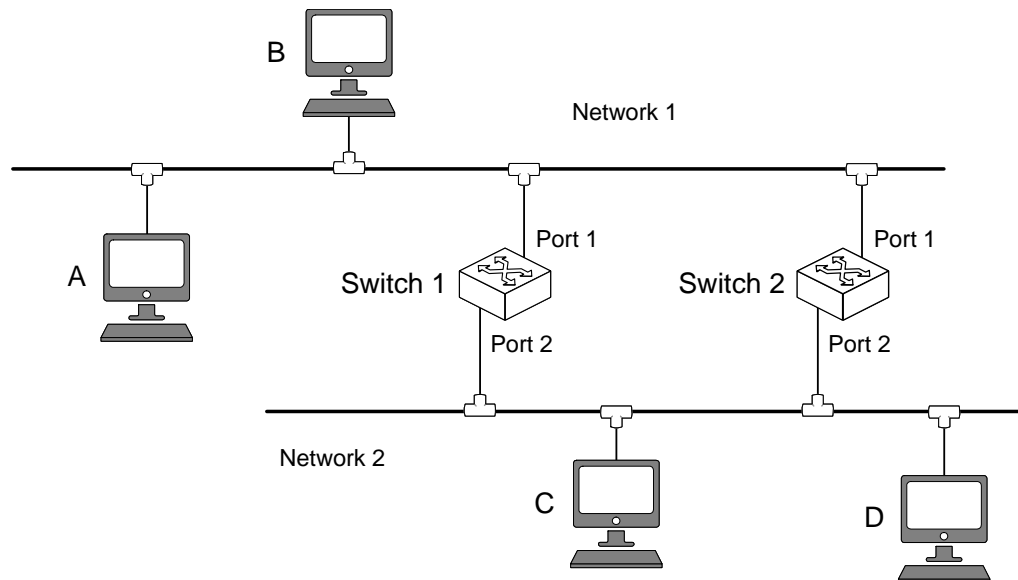 B
Network 1
A
Port 1
Port 1
Switch 1
Switch 2
Port 2
Port 2
Network 2
C
D